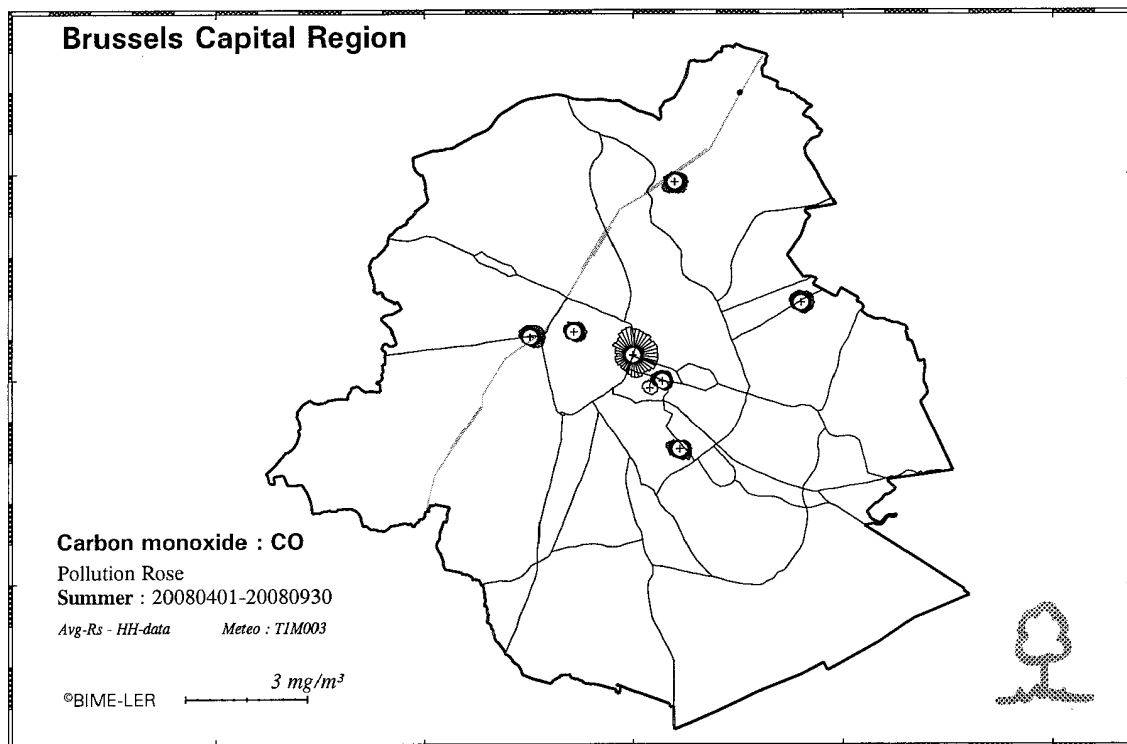 Brussels Capital Region
Carbon monoxide : CO
Pollution Rose
Summer : 20080401-20080930
Avg-Rs - HH-data Meteo : T1M003
3 mg/m³
©BIME-LER